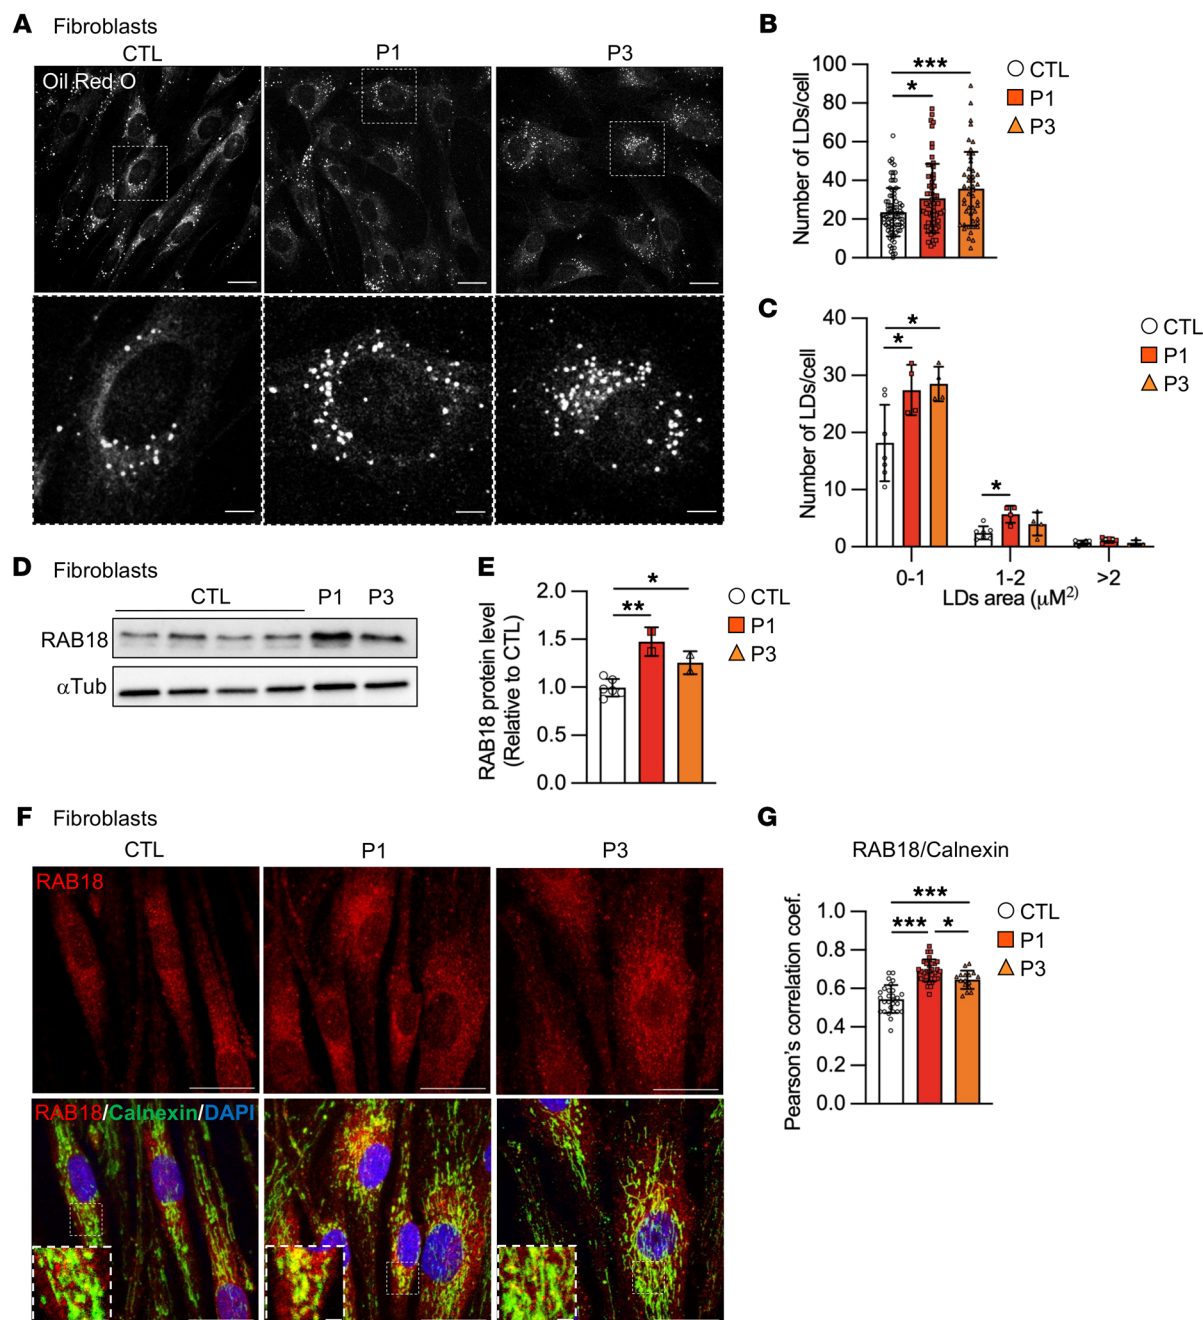 A Fibroblasts
CTL P1 P3
Oil Red O
B
Number of LDs/cell
100
80
60
40
20
0
*** 
*
CTL
P1
P3
C
Number of LDs/cell
40
30
20
10
0
*
*
*
0-1 1-2 >2
LDs area (μM2)
CTL
P1
P3
D Fibroblasts
CTL P1 P3
RAB18
αTub
E
RAB18 protein level
(Relative to CTL)
2.0
1.5
1.0
0.5
0.0
*
**
CTL
P1
P3
F Fibroblasts
CTL P1 P3
RAB18
RAB18/Calnexin/DAPI
G
RAB18/Calnexin
Pearson's correlation coef.
1.0
0.8
0.6
0.4
0.2
0.0
***
*** *
CTL
P1
P3